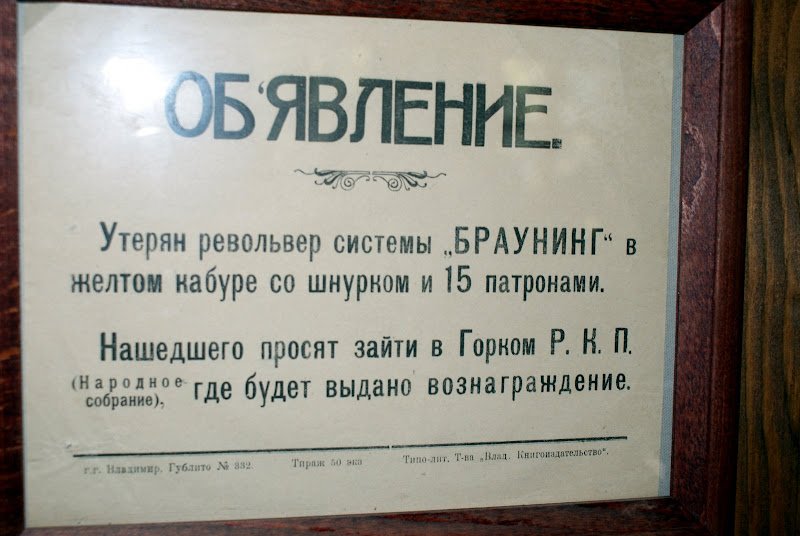 ОБ'ЯВЛЕНИЕ.
Утерян револьвер системы „БРАУНИНГ“ в
желтом кабуре со шнурком и 15 патронами.
Нашедшего просят зайти в Горком Р. К. П.
(Народное собрание), где будет выдано вознаграждение.
г.г. Владимир. Гублито № 332. Тираж 50 экз Типо-лит. Т-ва „Влад. Книгоиздательство“.